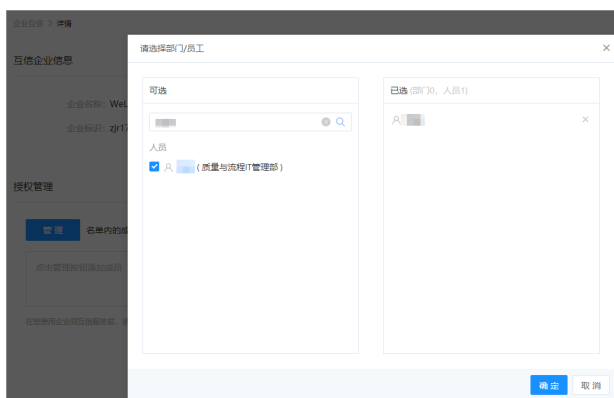 企业互信 > 详情
请选择部门/员工
互信企业信息
企业名称: WeL
企业标识: zjr17
可选
已选 (部门0, 人员1)
人员
(质量与流程IT管理部)
授权管理
管 理 名单内的成
点击管理按钮添加成员
确 定 取 消